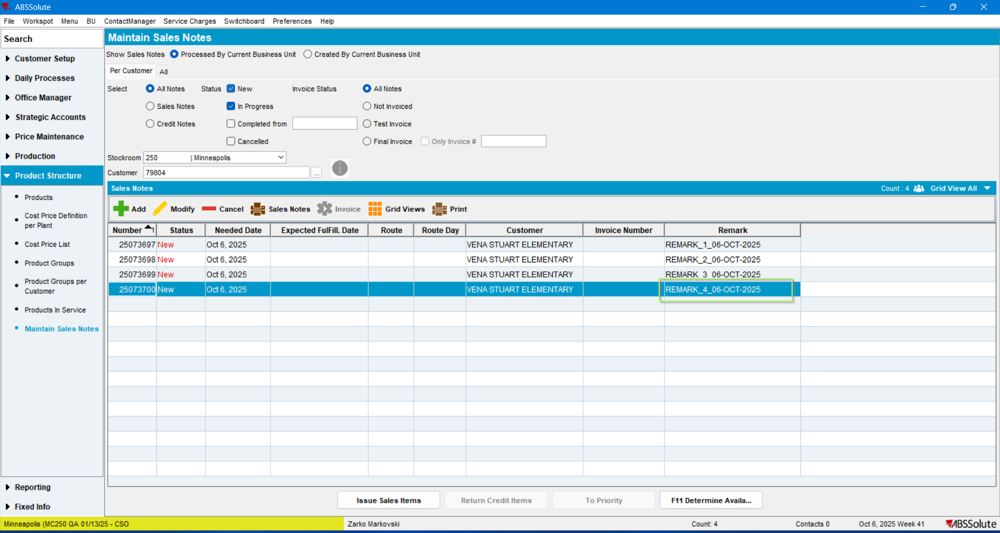 ABSSolute
File Workspot Menu BU ContactManager Service Charges Switchboard Preferences Help
Search
Customer Setup
Daily Processes
Office Manager
Strategic Accounts
Price Maintenance
Production
Product Structure
Products
Cost Price Definition
per Plant
Cost Price List
Product Groups
Product Groups per
Customer
Products In Service
Maintain Sales Notes
Reporting
Fixed Info
Maintain Sales Notes
Show Sales Notes Processed By Current Business Unit Created By Current Business Unit
Per Customer All
Select All Notes Status New Invoice Status All Notes
Sales Notes In Progress Not Invoiced
Credit Notes Completed from Test Invoice
Cancelled Final Invoice Only Invoice #
Stockroom 250 | Minneapolis
Customer 79804 ...
Sales Notes Count : 4 Grid View All
Add Modify Cancel Sales Notes Invoice Grid Views Print
Number 1 Status Needed Date Expected FulFill. Date Route Route Day Customer Invoice Number Remark
25073697 New Oct 6, 2025 VENA STUART ELEMENTARY REMARK_1_06-OCT-2025
25073698 New Oct 6, 2025 VENA STUART ELEMENTARY REMARK_2_06-OCT-2025
25073699 New Oct 6, 2025 VENA STUART ELEMENTARY REMARK_3_06-OCT-2025
25073700 New Oct 6, 2025 VENA STUART ELEMENTARY REMARK_4_06-OCT-2025
Issue Sales Items Return Credit Items To Priority F11 Determine Availa...
Minneapolis (MC250 QA 01/13/25 - CSO Zarko Markovski Count: 4 Contacts 0 Oct 6, 2025 Week 41 ABSSolute